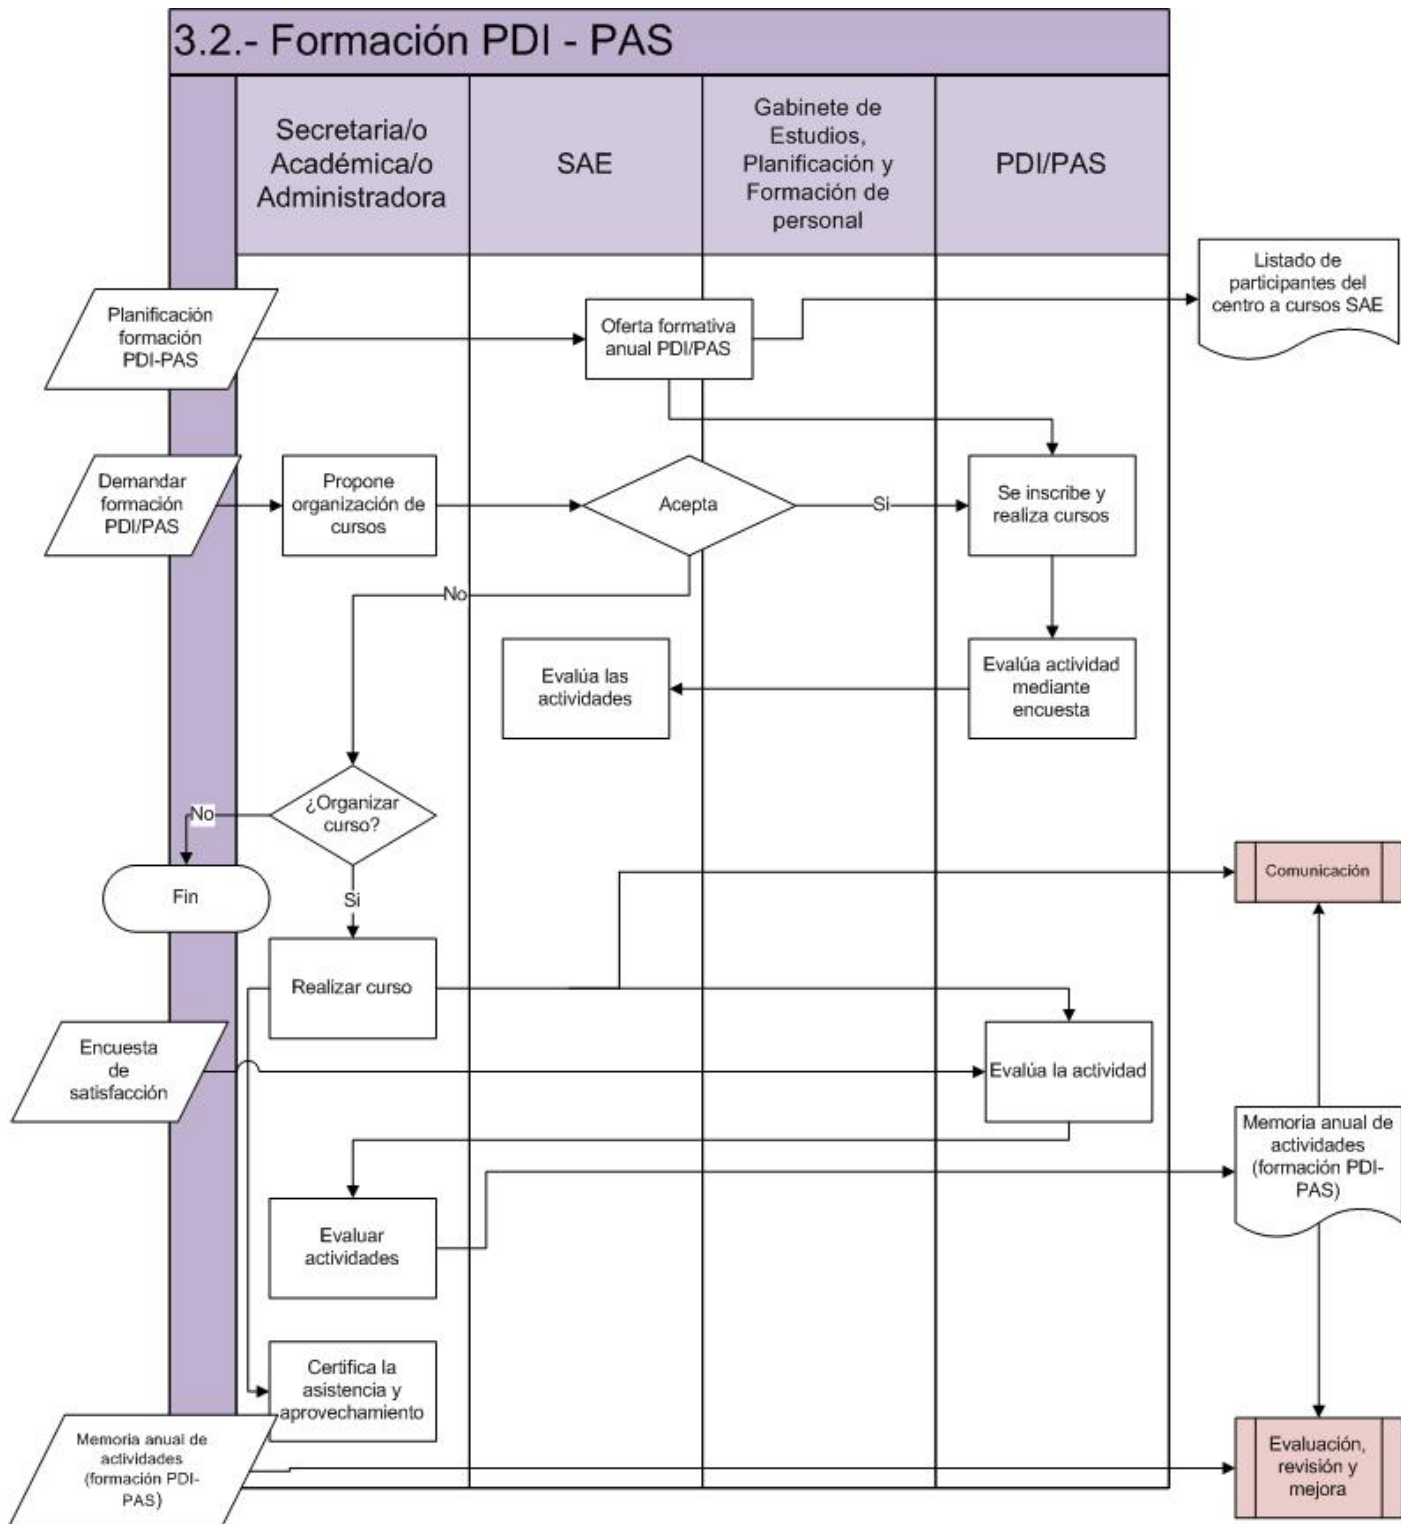 3.2.- Formación PDI - PAS
Secretaria/o
Académica/o
Administradora
SAE
Gabinete de
Estudios,
Planificación y
Formación de
personal
PDI/PAS
Listado de
participantes del
centro a cursos SAE
Planificación
formación
PDI-PAS
Oferta formativa
anual PDI/PAS
Demandar
formación
PDI/PAS
Propone
organización de
cursos
Acepta
Si
Se inscribe y
realiza cursos
No
Evalúa las
actividades
Evalúa actividad
mediante
encuesta
¿Organizar
curso?
No
Fin
Si
Comunicación
Realizar curso
Encuesta
de
satisfacción
Evalúa la actividad
Memoria anual de
actividades
(formación PDI-
PAS)
Evaluar
actividades
Certifica la
asistencia y
aprovechamiento
Memoria anual de
actividades
(formación PDI-
PAS)
Evaluación,
revisión y
mejora